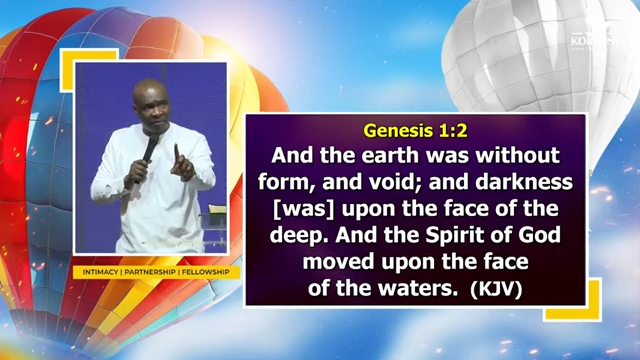 Genesis 1:2
And the earth was without
form, and void; and darkness
[was] upon the face of the
deep. And the Spirit of God
moved upon the face
of the waters. (KJV)
INTIMACY | PARTNERSHIP | FELLOWSHIP